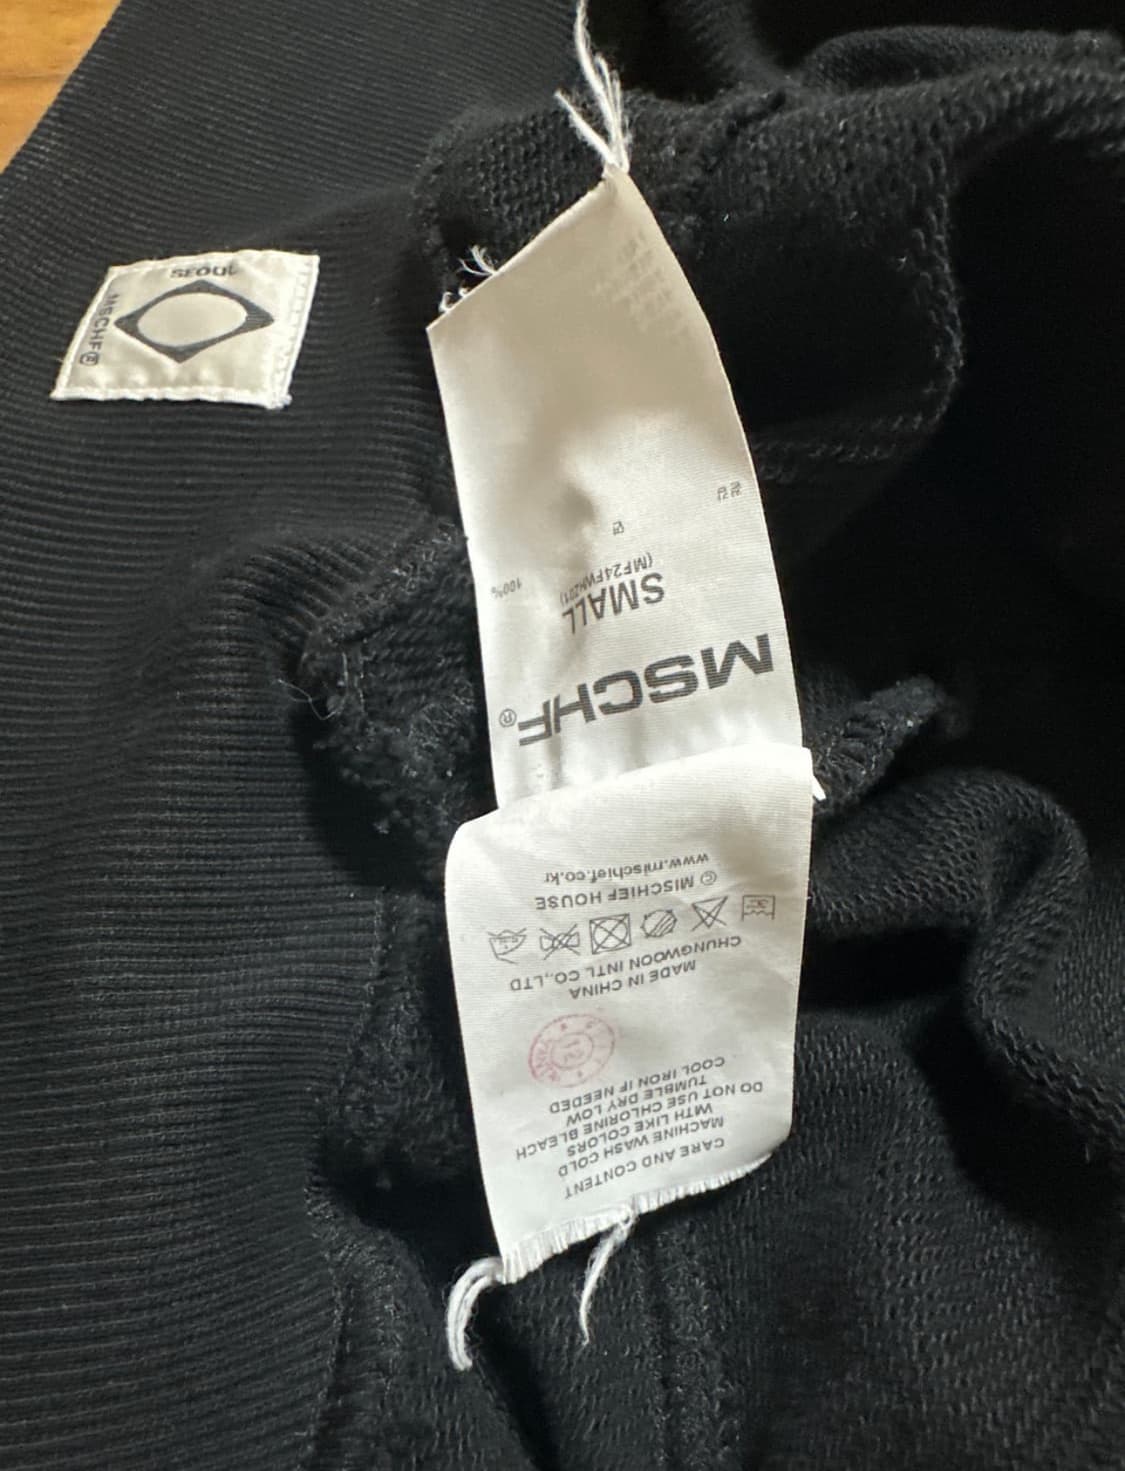 SEOUL
MSCHF®
MSCHF®
SMALL
(MF24FWHZ01)
100%
CARE AND CONTENT
MACHINE WASH COLD
WITH LIKE COLORS
DO NOT USE CHLORINE BLEACH
TUMBLE DRY LOW
COOL IRON IF NEEDED
MADE IN CHINA
CHUNGWOON INTL CO.,LTD
© MISCHIEF HOUSE
www.mischief.co.kr